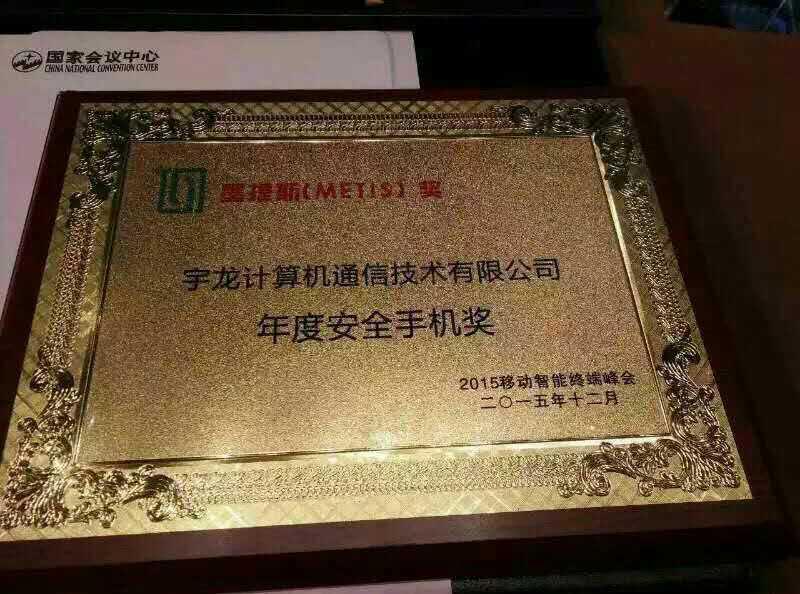 国家会议中心
CHINA NATIONAL CONVENTION CENTER
墨提斯(METIS)奖
宇龙计算机通信技术有限公司
年度安全手机奖
2015移动智能终端峰会
二〇一五年十二月